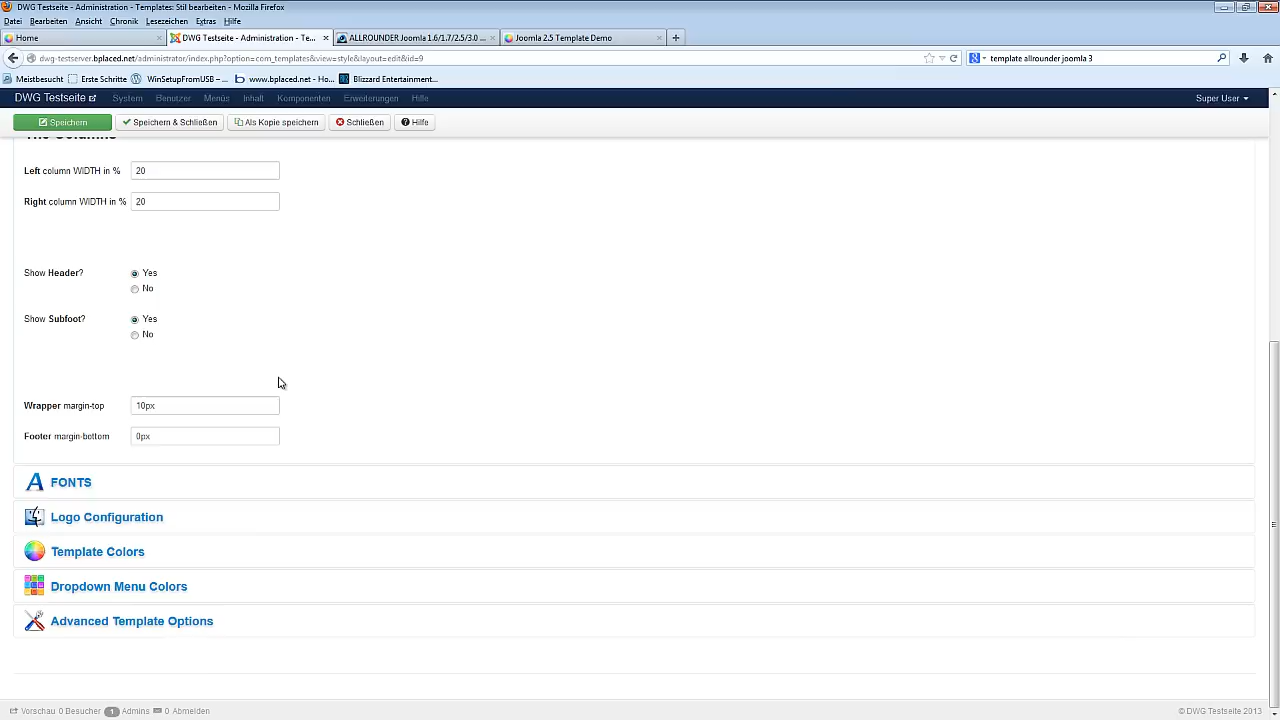 DWG Testseite - Administration - Templates: Stil bearbeiten - Mozilla Firefox
Datei Bearbeiten Ansicht Chronik Lesezeichen Extras Hilfe
Home × DWG Testseite - Administration - Te... × ALLROUNDER Joomla 1.6/1.7/2.5/3.0 ... × Joomla 2.5 Template Demo × +
dwg-testserver.bplaced.net/administrator/index.php?option=com_templates&view=style&layout=edit&id=9 template allrounder joomla 3
Meistbesucht Erste Schritte WinSetupFromUSB – ... www.bplaced.net - Ho... Blizzard Entertainment...
DWG Testseite System Benutzer Menüs Inhalt Komponenten Erweiterungen Hilfe Super User
Speichern Speichern & Schließen Als Kopie speichern Schließen Hilfe
The Columns
Left column WIDTH in % 20
Right column WIDTH in % 20
Show Header? Yes
No
Show Subfoot? Yes
No
Wrapper margin-top 10px
Footer margin-bottom 0px
FONTS
Logo Configuration
Template Colors
Dropdown Menu Colors
Advanced Template Options
Vorschau 0 Besucher 1 Admins 0 Abmelden © DWG Testseite 2013